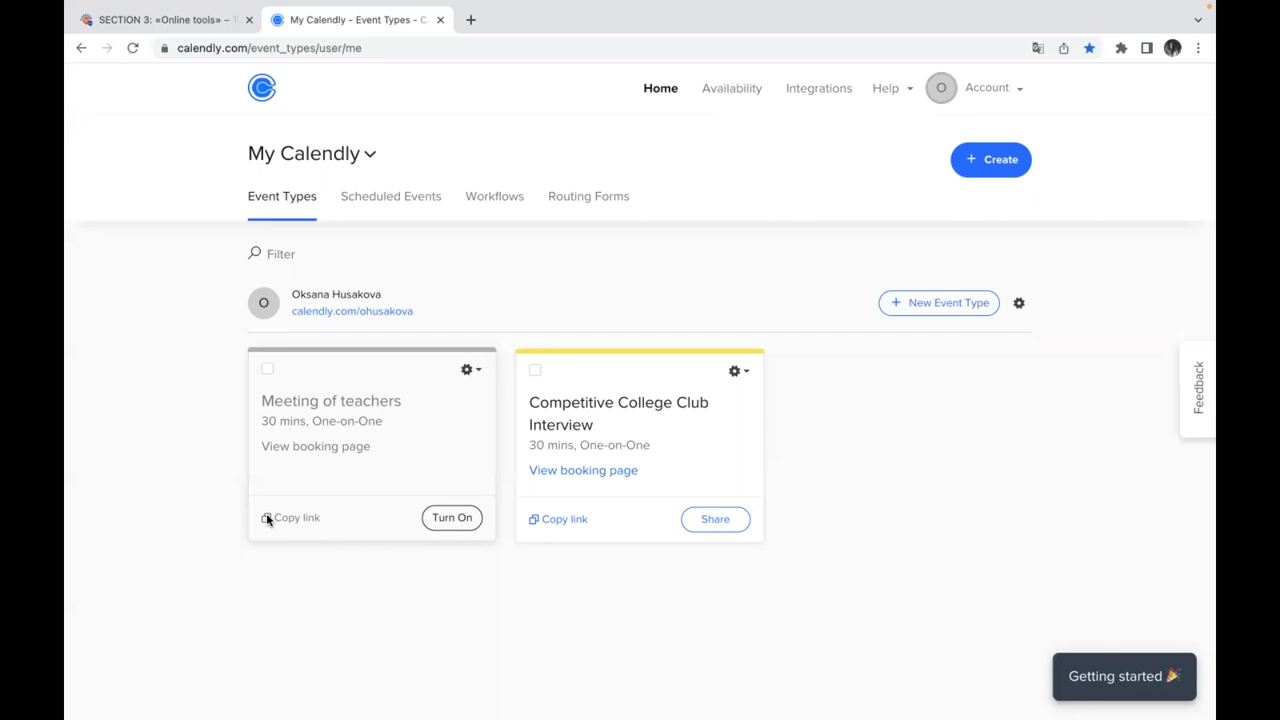 SECTION 3: «Online tools» –
My Calendly - Event Types - C
calendly.com/event_types/user/me
Home
Availability
Integrations
Help
O
Account
My Calendly
+ Create
Event Types
Scheduled Events
Workflows
Routing Forms
Filter
O
Oksana Husakova
calendly.com/ohusakova
+ New Event Type
Meeting of teachers
30 mins, One-on-One
View booking page
Copy link
Turn On
Competitive College Club
Interview
30 mins, One-on-One
View booking page
Copy link
Share
Feedback
Getting started 🎉